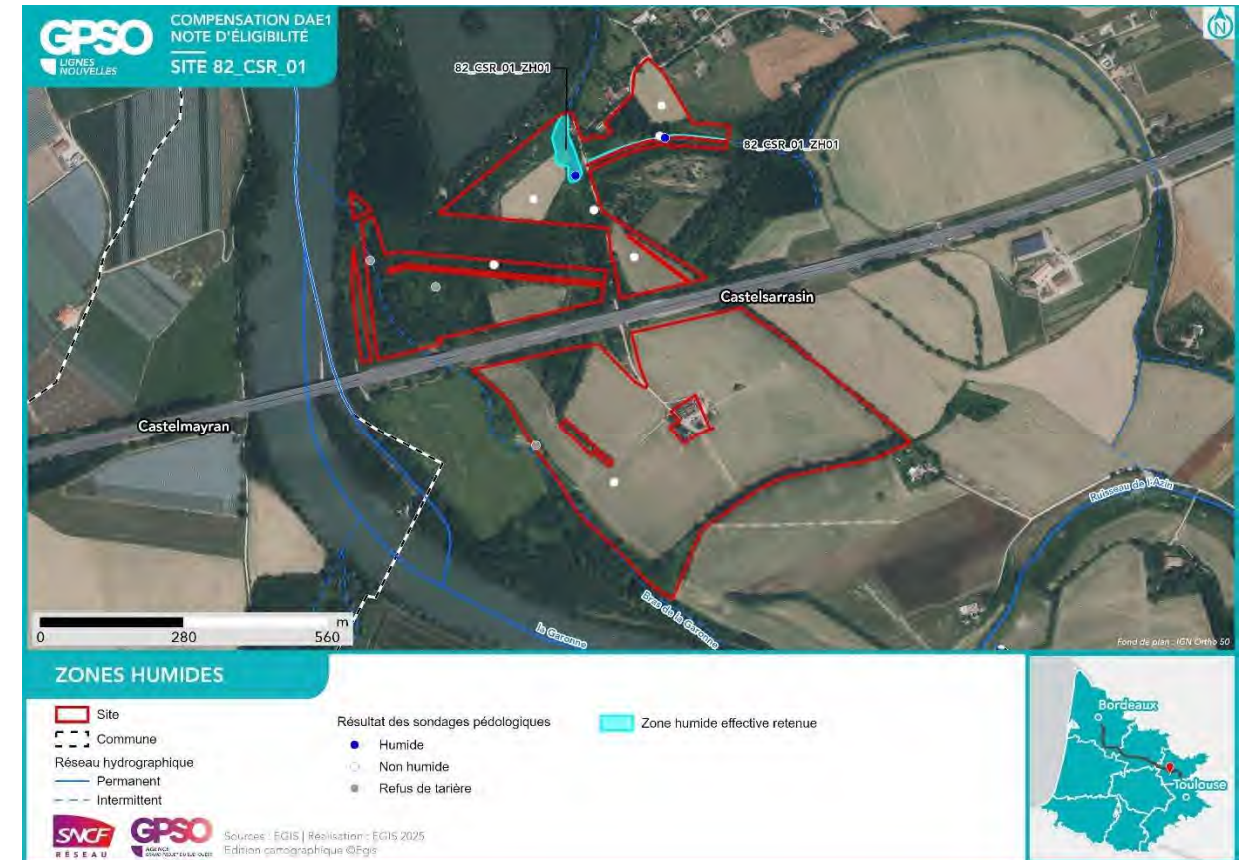 GPSO
LIGNES
NOUVELLES
COMPENSATION DAE1
NOTE D'ÉLIGIBILITÉ
SITE 82_CSR_01
N
82_CSR_01_ZH01
82_CSR_01_ZH01
Castelsarrasin
Castelmayran
Ruisseau de l'Azin
Bras de la Garonne
la Garonne
m
0 280 560
Fond de plan : IGN Ortho 50
ZONES HUMIDES
Site
Commune
Réseau hydrographique
Permanent
Intermittent
Résultat des sondages pédologiques
Humide
Non humide
Refus de tarière
Zone humide effective retenue
Bordeaux
Toulouse
SNCF
RÉSEAU
GPSO
AGENCE
Sources : EGIS | Réalisation : EGIS 2025
Edition cartographique ©Egis